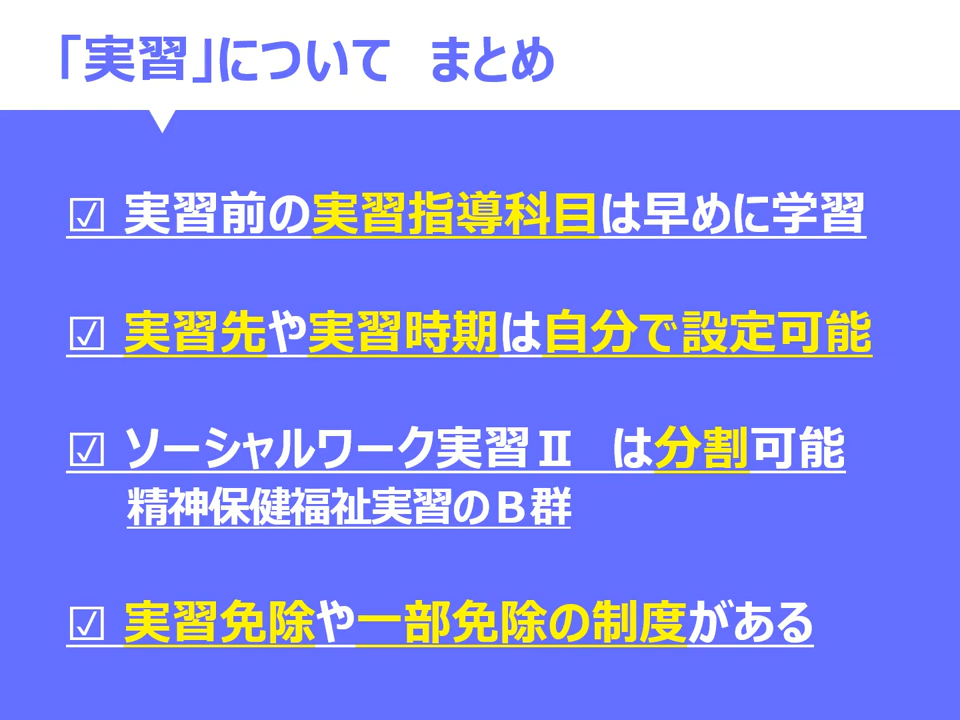 「実習」について　まとめ
☑ 実習前の実習指導科目は早めに学習
☑ 実習先や実習時期は自分で設定可能
☑ ソーシャルワーク実習Ⅱ　は分割可能
精神保健福祉実習のＢ群
☑ 実習免除や一部免除の制度がある